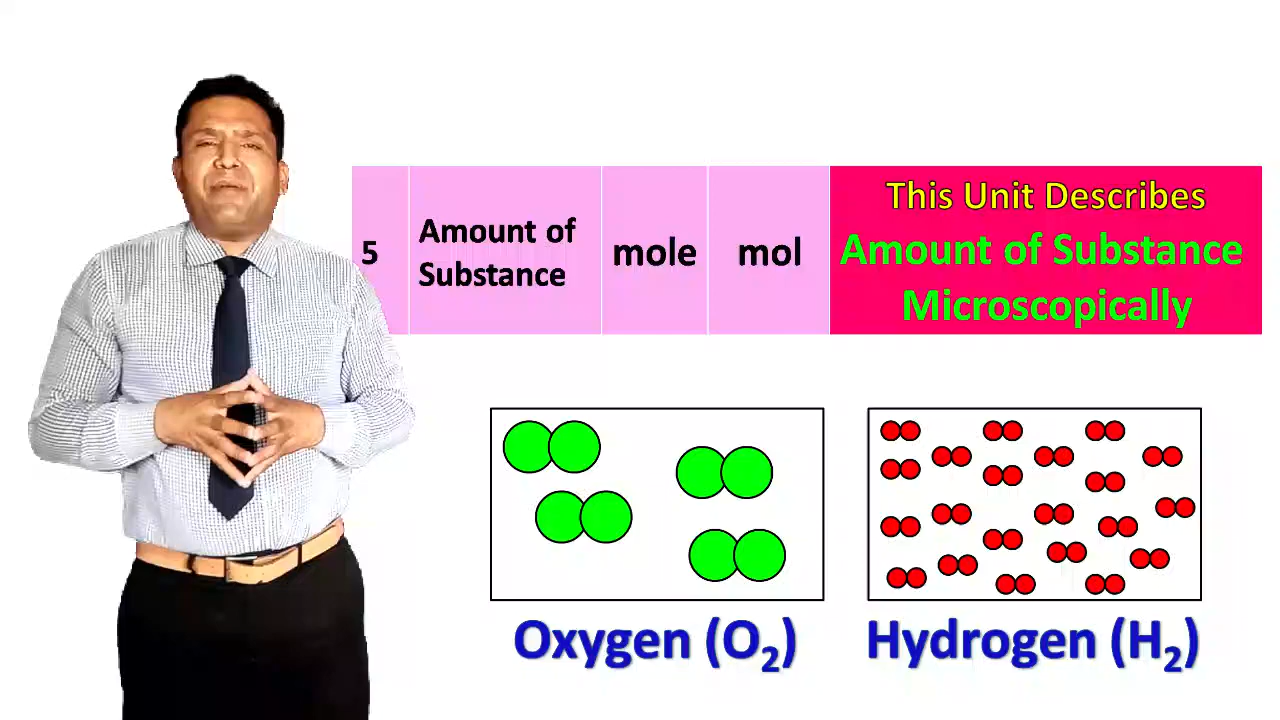 5
Amount of
Substance
mole
mol
This Unit Describes
Amount of Substance
Microscopically
Oxygen (O₂)
Hydrogen (H₂)